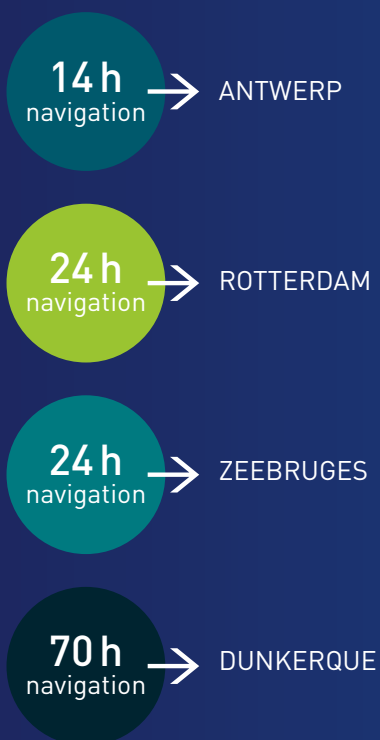 14 h
navigation
ANTWERP
24 h
navigation
ROTTERDAM
24 h
navigation
ZEEBRUGES
70 h
navigation
DUNKERQUE